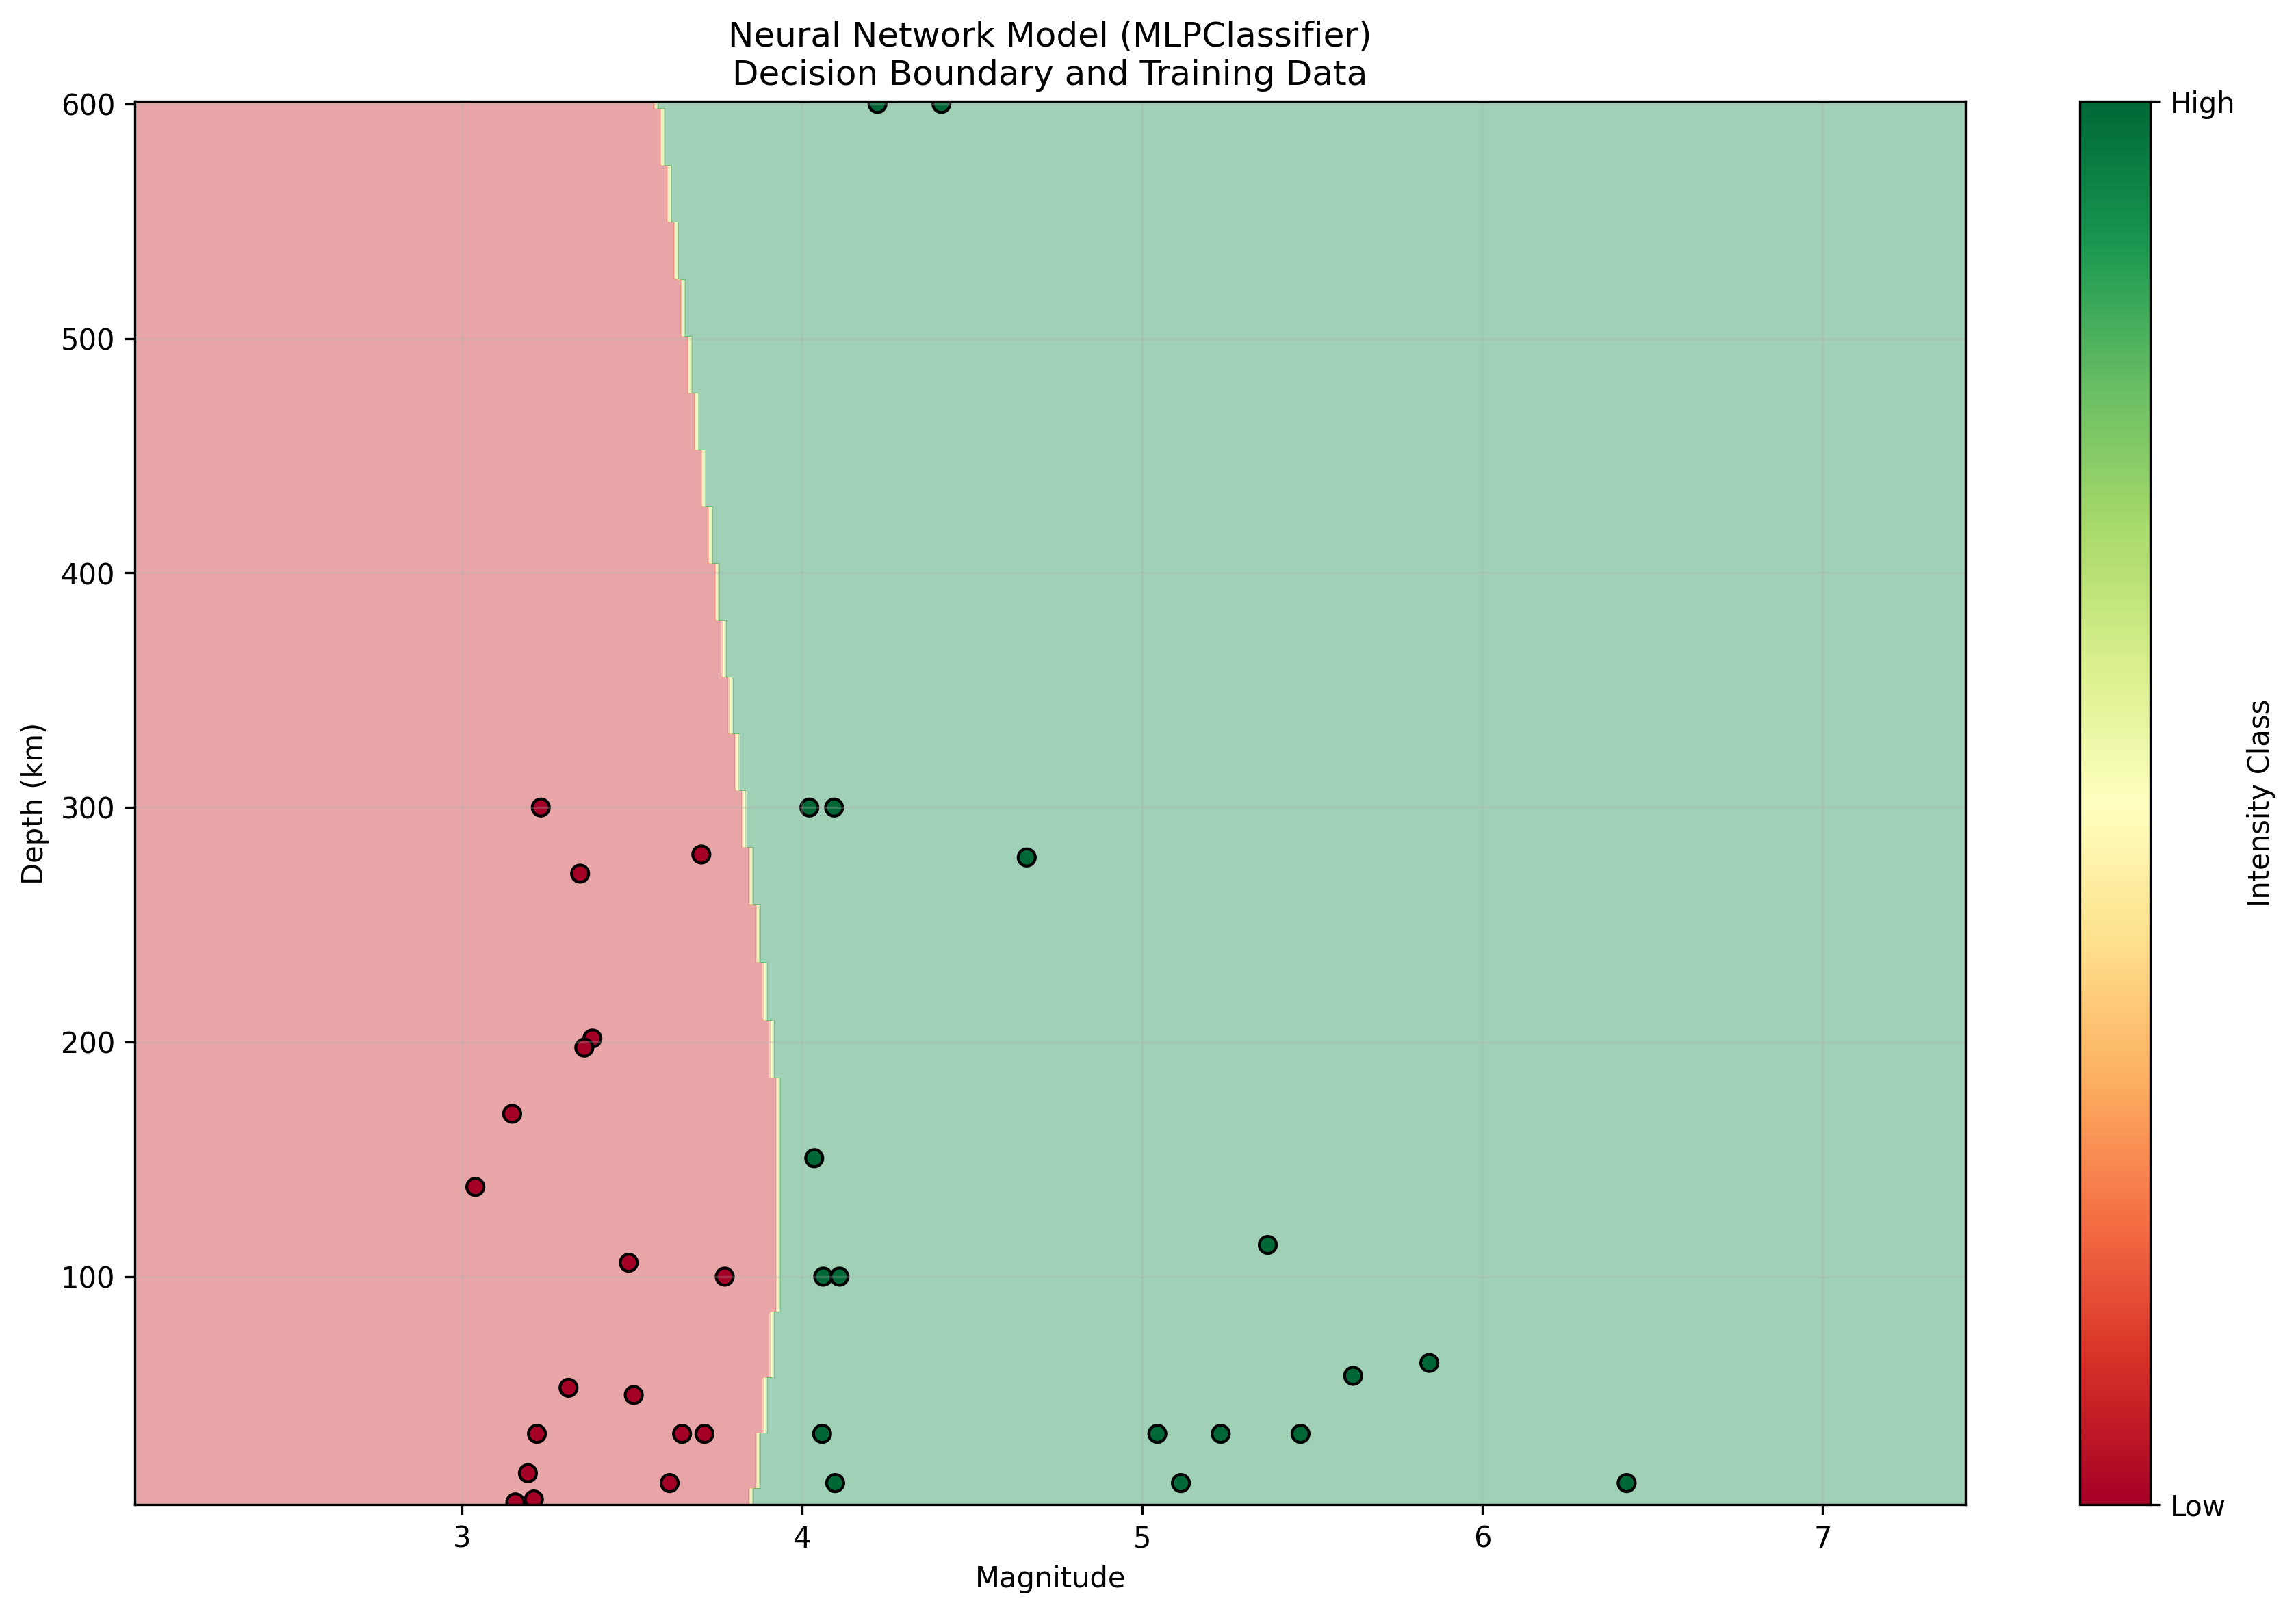 Neural Network Model (MLPClassifier)
Decision Boundary and Training Data
600
500
400
300
200
100
Depth (km)
3
4
5
6
7
Magnitude
High
Low
Intensity Class